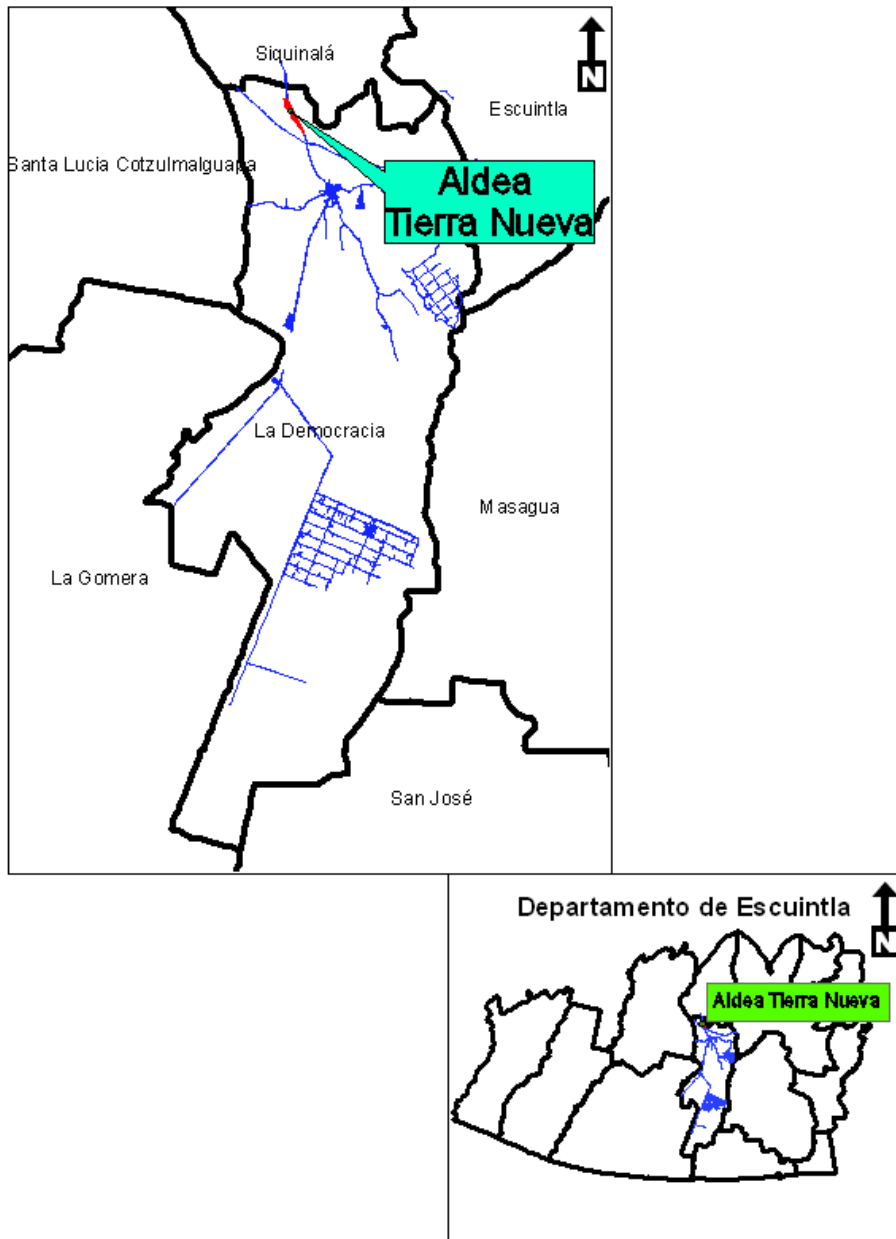 Siquinalá
N
Escuintla
Santa Lucia Cotzulmalguapa
Aldea
Tierra Nueva
La Democracia
Masagua
La Gomera
San José
Departamento de Escuintla
N
Aldea Tierra Nueva